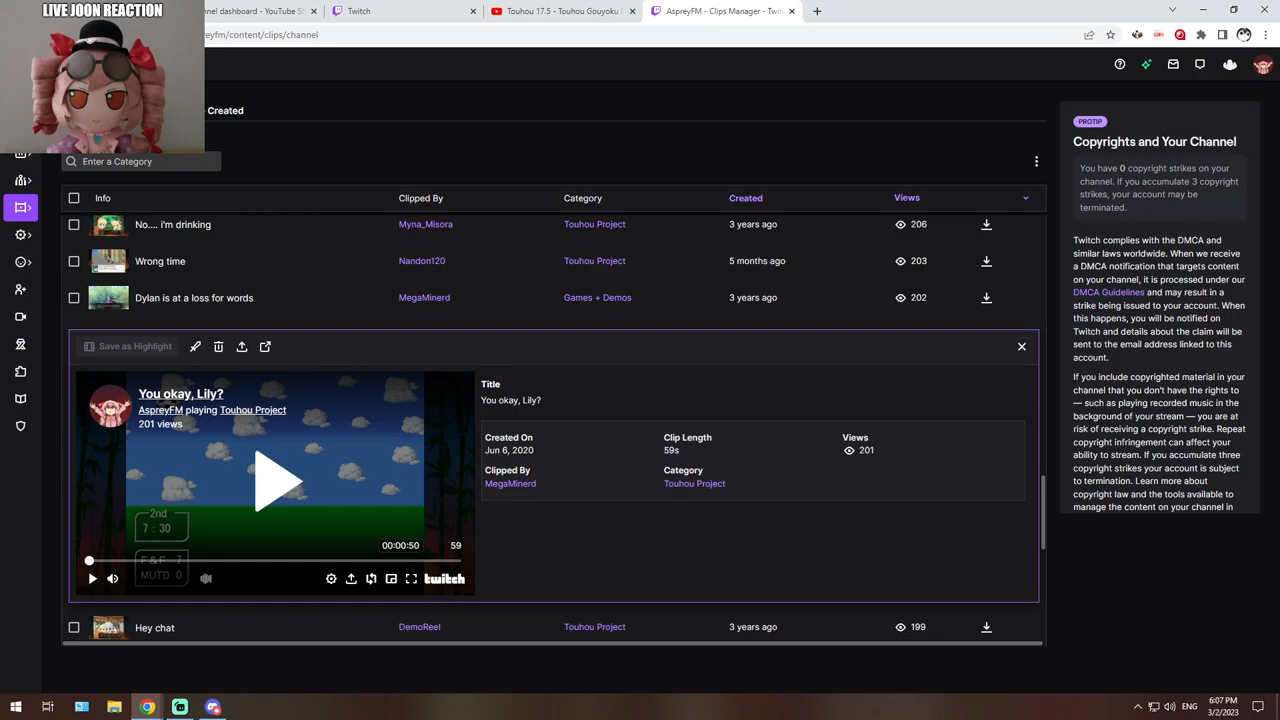 LIVE JOON REACTION
nnel dashboard - YouTube St
Twitch
Touhou 17.5 - Touhou Gouyoku I
AspreyFM - Clips Manager - Twit
eyfm/content/clips/channel
Created
Enter a Category
Info
Clipped By
Category
Created
Views
No.... i'm drinking
Myna_Misora
Touhou Project
3 years ago
206
Wrong time
Nandon120
Touhou Project
5 months ago
203
Dylan is at a loss for words
MegaMinerd
Games + Demos
3 years ago
202
Save as Highlight
You okay, Lily?
AspreyFM playing Touhou Project
201 views
2nd
7 : 30
F&F 7
MUTD 0
00:00:50
59
twitch
Title
You okay, Lily?
Created On
Jun 6, 2020
Clip Length
59s
Views
201
Clipped By
MegaMinerd
Category
Touhou Project
Hey chat
DemoReel
Touhou Project
3 years ago
199
PROTIP
Copyrights and Your Channel
You have 0 copyright strikes on
your channel. If you accumulate 3 copyright
strikes, your account may be
terminated.
Twitch complies with the DMCA and
similar laws worldwide. When we receive
a DMCA notification that targets content
on your channel, it is processed under our
DMCA Guidelines and may result in a
strike being issued to your account. When
this happens, you will be notified on
Twitch and details about the claim will be
sent to the email address linked to this
account.
If you include copyrighted material in your
channel that you don't have the rights to
— such as playing recorded music in the
background of your stream — you are at
risk of receiving a copyright strike. Repeat
copyright infringement can affect your
ability to stream. If you accumulate three
copyright strikes your account is subject
to termination. Learn more about
copyright law and the tools available to
manage the content on your channel in
ENG
6:07 PM
3/2/2023